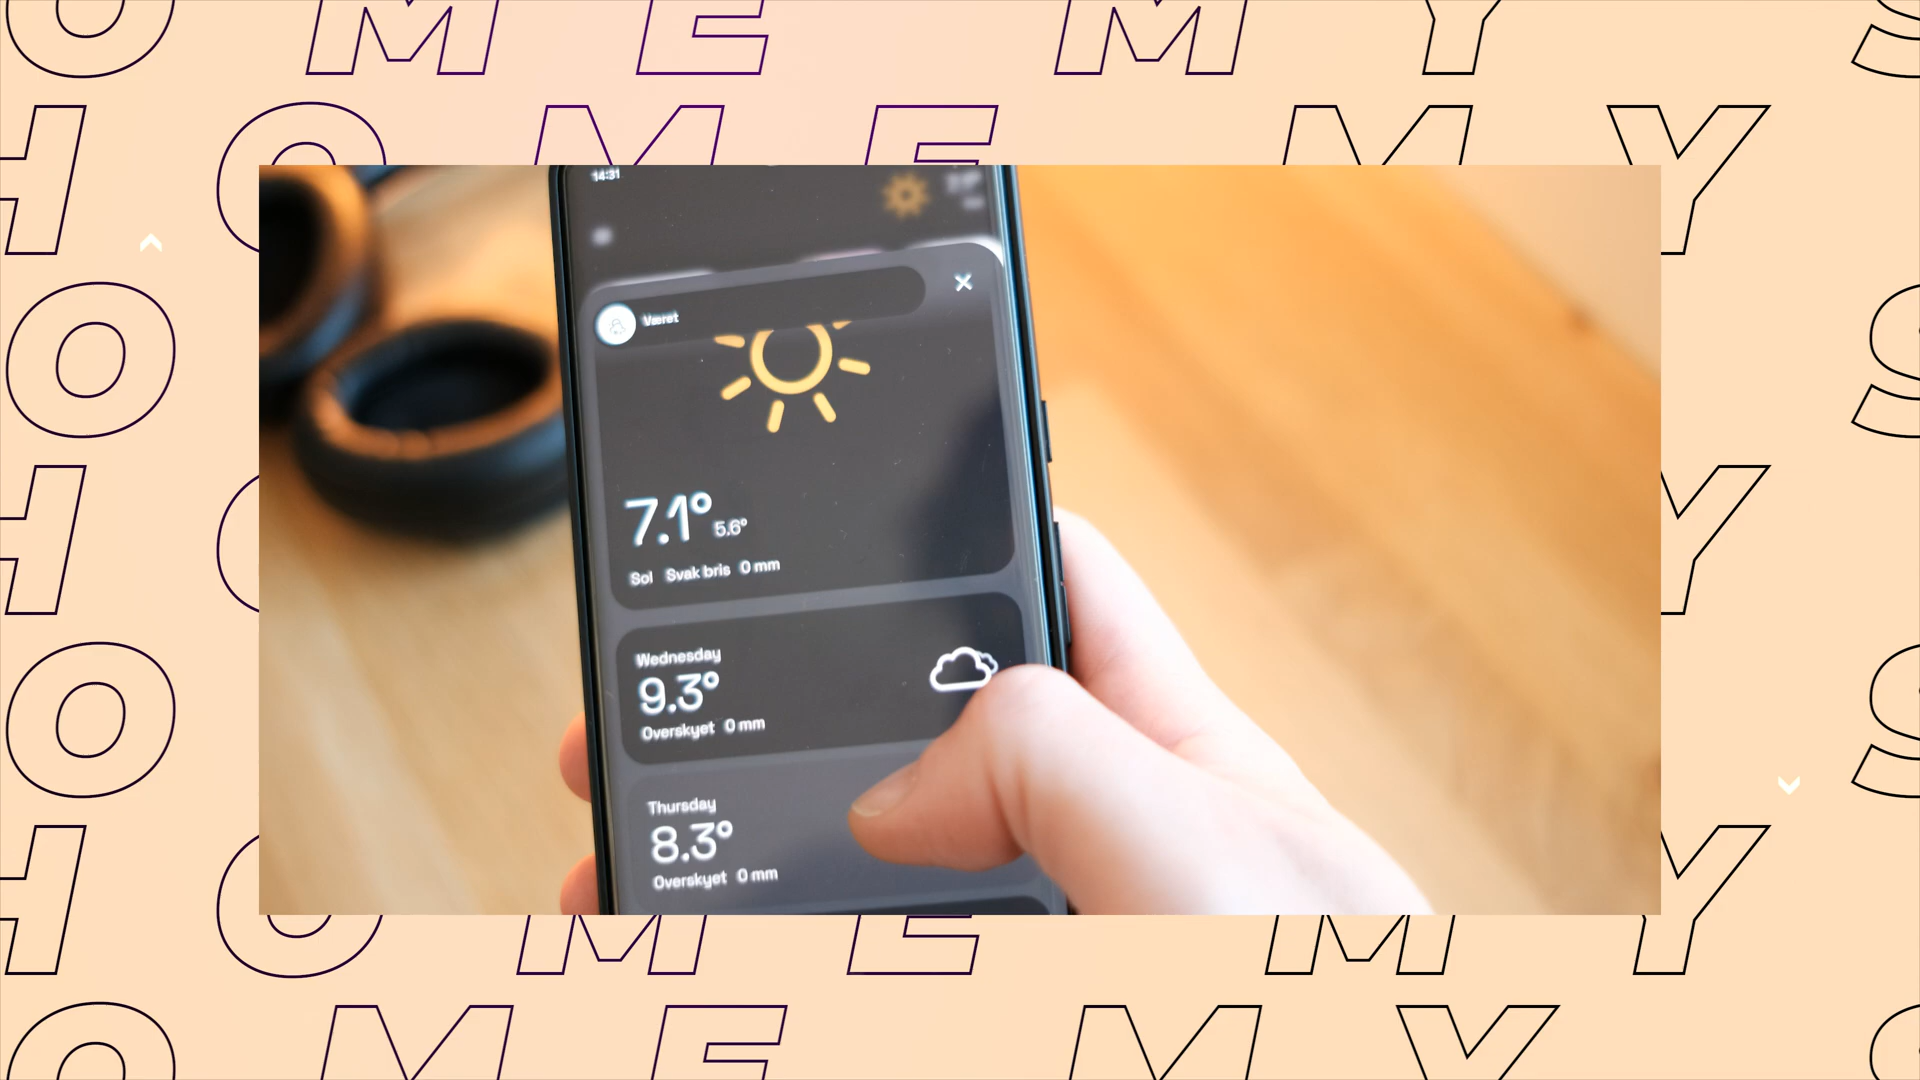 O M E M Y S
H O M E M Y
14:31
Været
7.1° 5.6°
Sol Svak bris 0 mm
O S
H O Y
Wednesday
9.3°
Overskyet 0 mm
O S
Thursday
8.3°
Overskyet 0 mm
H O M E M Y
O M E M Y S